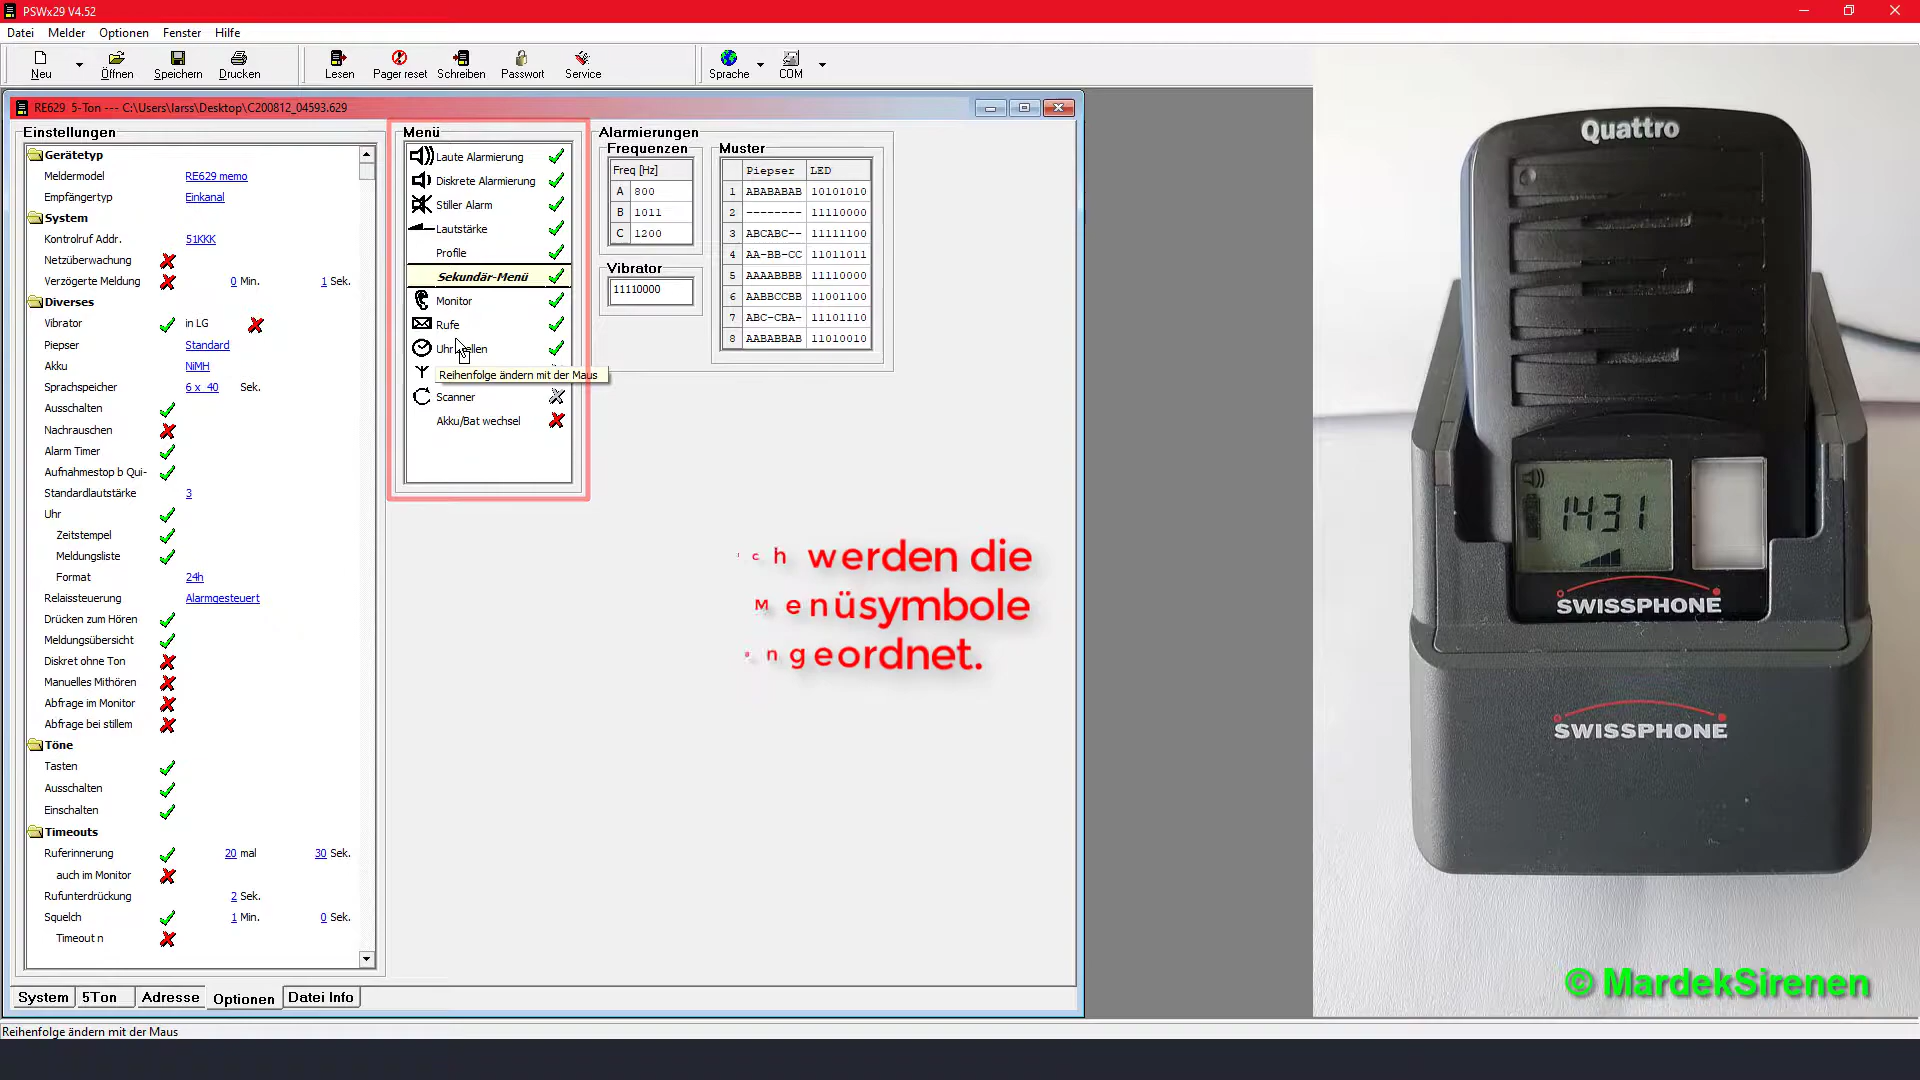 PSWx29 V4.52
Datei Melder Optionen Fenster Hilfe
Neu Öffnen Speichern Drucken Lesen Pager reset Schreiben Passwort Service Sprache COM
RE629 5-Ton --- C:\Users\larss\Desktop\C200812_04593.629
Einstellungen
Gerätetyp
Meldermodel RE629 memo
Empfängertyp Einkanal
System
Kontrolruf Addr. 51KKK
Netzüberwachung
Verzögerte Meldung 0 Min. 1 Sek.
Diverses
Vibrator in LG
Piepser Standard
Akku NiMH
Sprachspeicher 6 x 40 Sek.
Ausschalten
Nachrauschen
Alarm Timer
Aufnahmestop b Qui-
Standardlautstärke 3
Uhr
Zeitstempel
Meldungsliste
Format 24h
Relaissteuerung Alarmgesteuert
Drücken zum Hören
Meldungsübersicht
Diskret ohne Ton
Manuelles Mithören
Abfrage im Monitor
Abfrage bei stillem
Töne
Tasten
Ausschalten
Einschalten
Timeouts
Ruferinnerung 20 mal 30 Sek.
auch im Monitor
Rufunterdrückung 2 Sek.
Squelch 1 Min. 0 Sek.
Timeout n
Menü
Laute Alarmierung
Diskrete Alarmierung
Stiller Alarm
Lautstärke
Profile
Sekundär-Menü
Monitor
Rufe
Reihenfolge ändern mit der Maus
Scanner
Akku/Bat wechsel
Alarmierungen
Frequenzen
Freq [Hz]
A 800
B 1011
C 1200
Vibrator
11110000
Muster
Piepser LED
1 ABABABAB 10101010
2 -------- 11110000
3 ABCABC-- 11111100
4 AA-BB-CC 11011011
5 AAAABBBB 11110000
6 AABBCCBB 11001100
7 ABC-CBA- 11101110
8 AABABBAB 11010010
ch werden die
Menüsymbole
angeordnet.
System 5Ton Adresse Optionen Datei Info
Reihenfolge ändern mit der Maus
Quattro
1431
SWISSPHONE
SWISSPHONE
© MardekSirenen